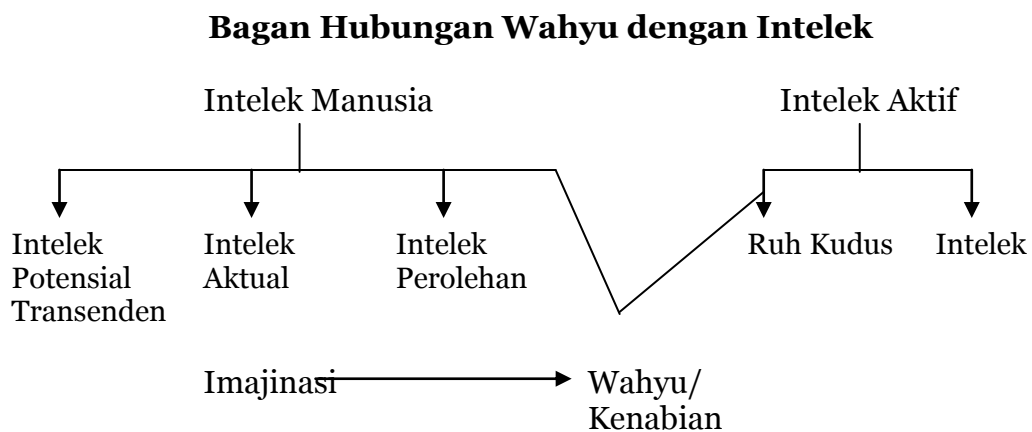 Bagan Hubungan Wahyu dengan Intelek
Intelek Manusia
Intelek Aktif
Intelek
Potensial
Transenden
Intelek
Aktual
Intelek
Perolehan
Ruh Kudus
Intelek
Imajinasi
Wahyu/
Kenabian